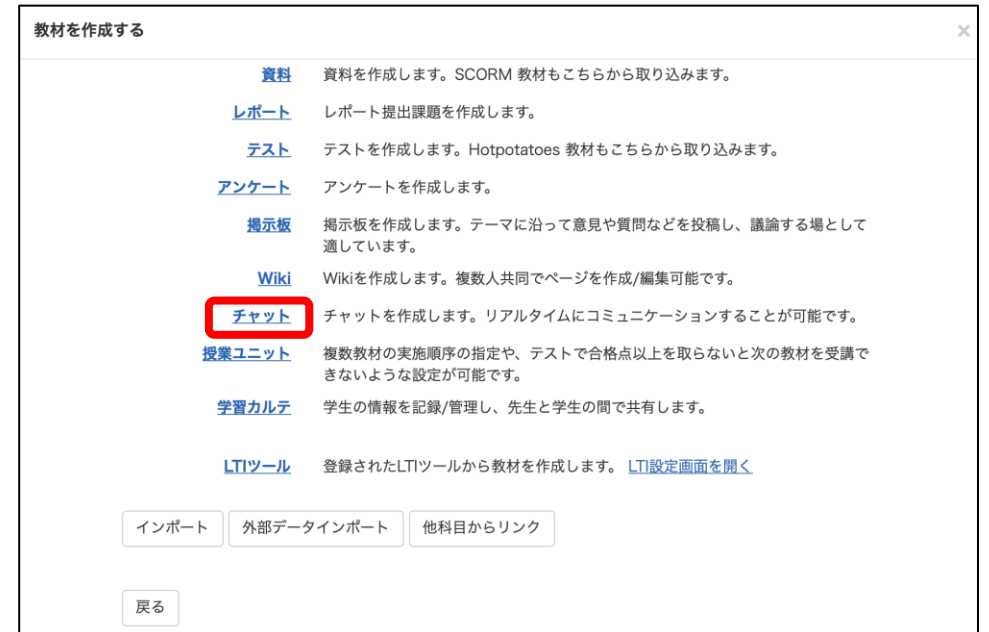 教材を作成する ×
資料 資料を作成します。SCORM 教材もこちらから取り込みます。
レポート レポート提出課題を作成します。
テスト テストを作成します。Hotpotatoes 教材もこちらから取り込みます。
アンケート アンケートを作成します。
掲示板 掲示板を作成します。テーマに沿って意見や質問などを投稿し、議論する場として
適しています。
Wiki Wikiを作成します。複数人共同でページを作成/編集可能です。
チャット チャットを作成します。リアルタイムにコミュニケーションすることが可能です。
授業ユニット 複数教材の実施順序の指定や、テストで合格点以上を取らないと次の教材を受講で
きないような設定が可能です。
学習カルテ 学生の情報を記録/管理し、先生と学生の間で共有します。
LTIツール 登録されたLTIツールから教材を作成します。 LTI設定画面を開く
インポート 外部データインポート 他科目からリンク
戻る